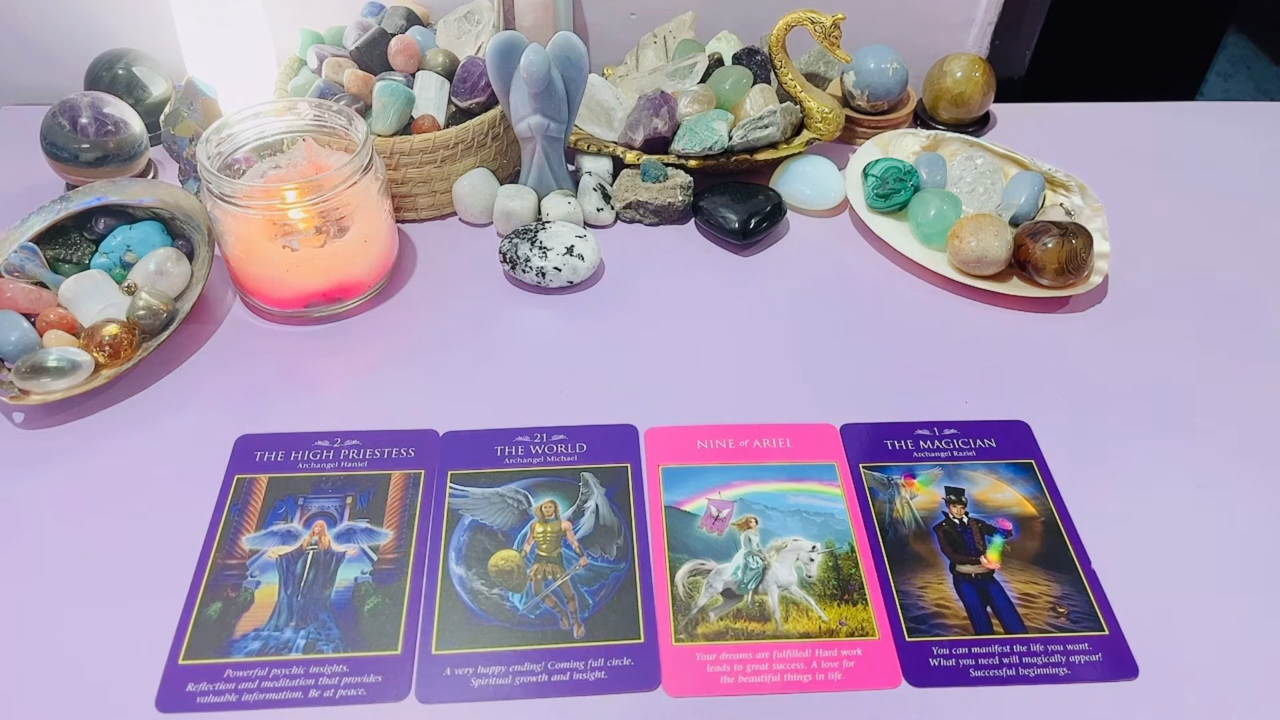 2
THE HIGH PRIESTESS
Archangel Haniel
Powerful psychic insights.
Reflection and meditation that provides
valuable information. Be at peace.
21
THE WORLD
Archangel Michael
A very happy ending! Coming full circle.
Spiritual growth and insight.
NINE of ARIEL
Your dreams are fulfilled! Hard work
leads to great success. A love for
the beautiful things in life.
1
THE MAGICIAN
Archangel Raziel
You can manifest the life you want.
What you need will magically appear!
Successful beginnings.